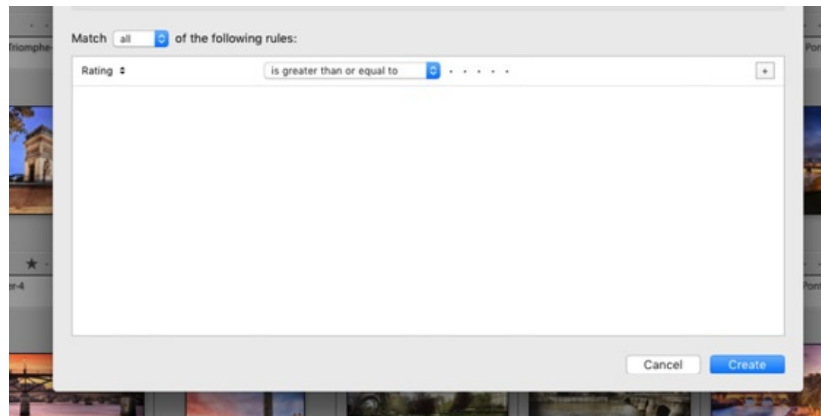 Match all of the following rules:
Triomphe-
Pon
Rating is greater than or equal to + 
er-4
Pont
Cancel Create